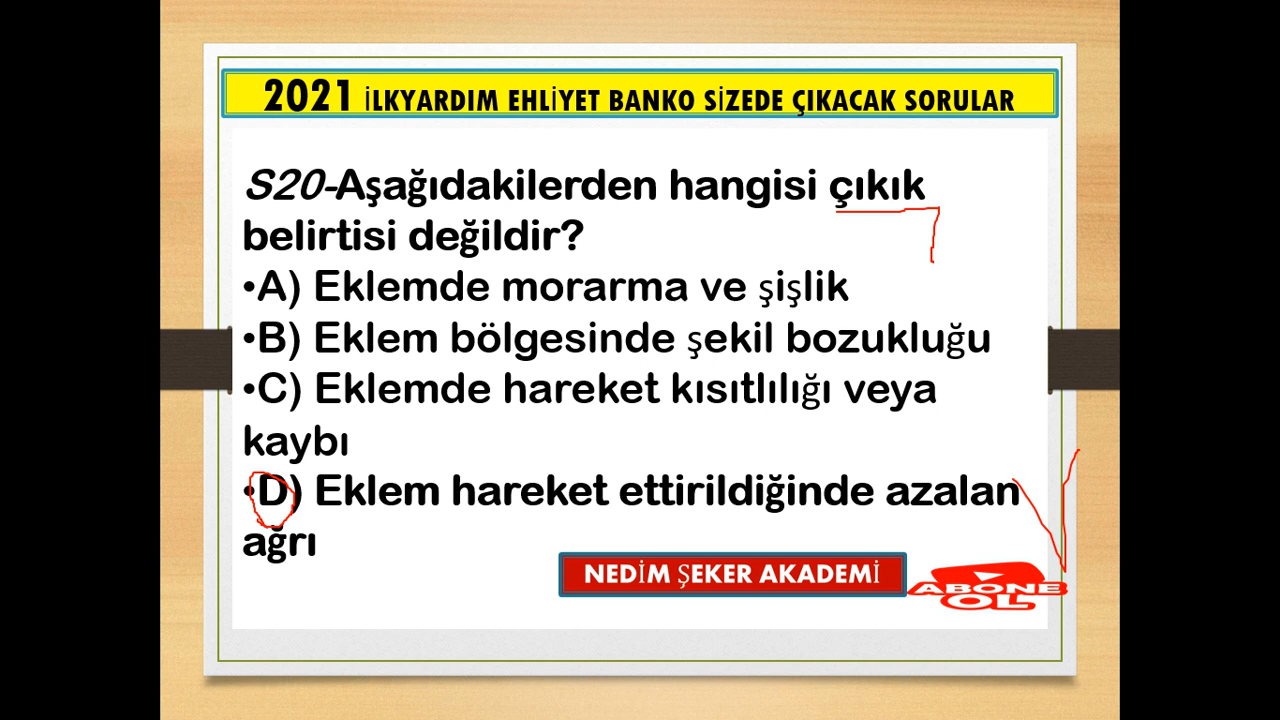 2021 İLKYARDIM EHLİYET BANKO SİZEDE ÇIKACAK SORULAR
S20-Aşağıdakilerden hangisi çıkık
belirtisi değildir?
•A) Eklemde morarma ve şişlik
•B) Eklem bölgesinde şekil bozukluğu
•C) Eklemde hareket kısıtlılığı veya
kaybı
•D) Eklem hareket ettirildiğinde azalan
ağrı
NEDİM ŞEKER AKADEMİ
ABONE
OL